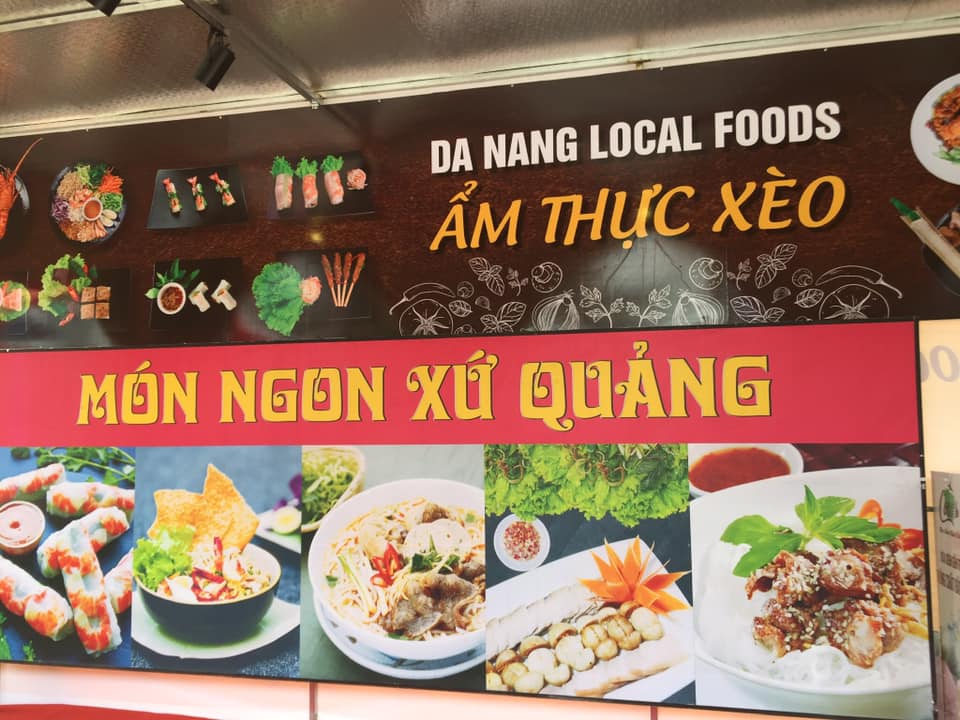 DA NANG LOCAL FOODS
ẨM THỰC XÈO
MÓN NGON XỨ QUẢNG